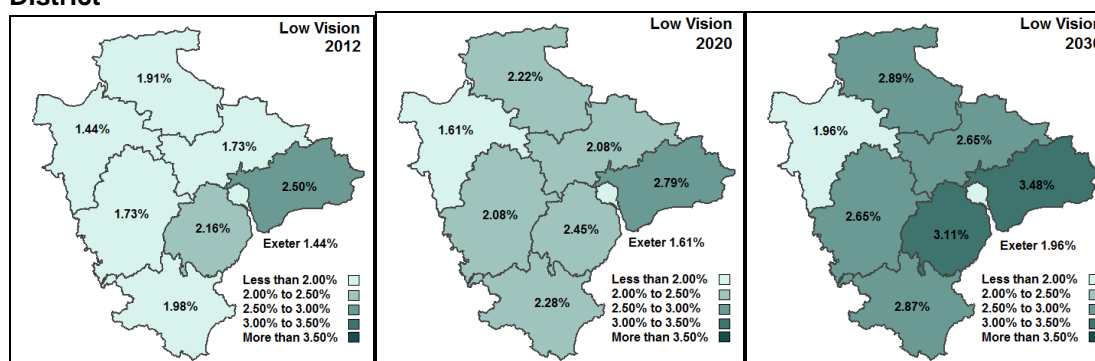 District
Low Vision
2012
1.91%
1.44%
1.73%
2.50%
1.73%
2.16%
Exeter 1.44%
1.98%
Less than 2.00%
2.00% to 2.50%
2.50% to 3.00%
3.00% to 3.50%
More than 3.50%
Low Vision
2020
2.22%
1.61%
2.08%
2.79%
2.08%
2.45%
Exeter 1.61%
2.28%
Less than 2.00%
2.00% to 2.50%
2.50% to 3.00%
3.00% to 3.50%
More than 3.50%
Low Vision
2030
2.89%
1.96%
2.65%
3.48%
2.65%
3.11%
Exeter 1.96%
2.87%
Less than 2.00%
2.00% to 2.50%
2.50% to 3.00%
3.00% to 3.50%
More than 3.50%